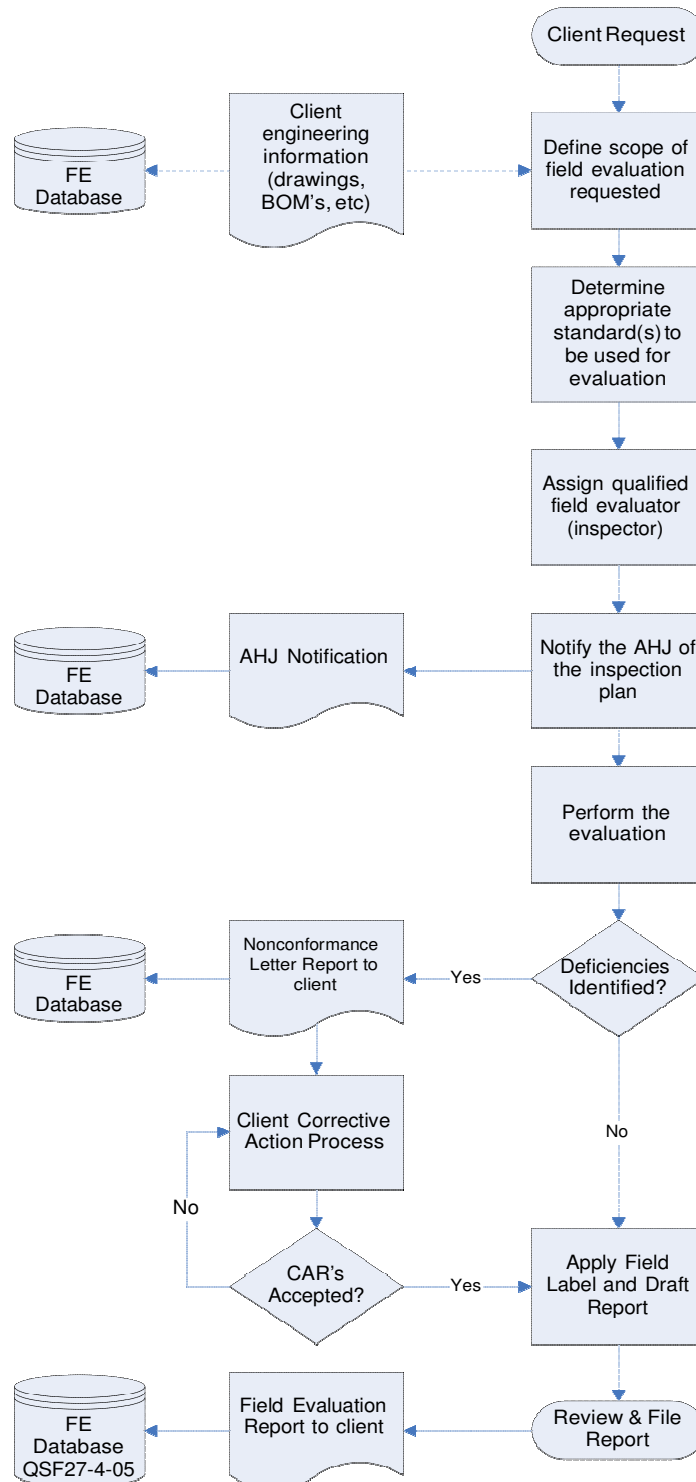 Client Request
Client
engineering
information
(drawings,
BOM's, etc)
FE
Database
Define scope of
field evaluation
requested
Determine
appropriate
standard(s) to
be used for
evaluation
Assign qualified
field evaluator
(inspector)
FE
Database
AHJ Notification
Notify the AHJ of
the inspection
plan
Perform the
evaluation
FE
Database
Nonconformance
Letter Report to
client
Yes
Deficiencies
Identified?
Client Corrective
Action Process
No
No
CAR's
Accepted?
Yes
Apply Field
Label and Draft
Report
FE
Database
QSF27-4-05
Field Evaluation
Report to client
Review & File
Report